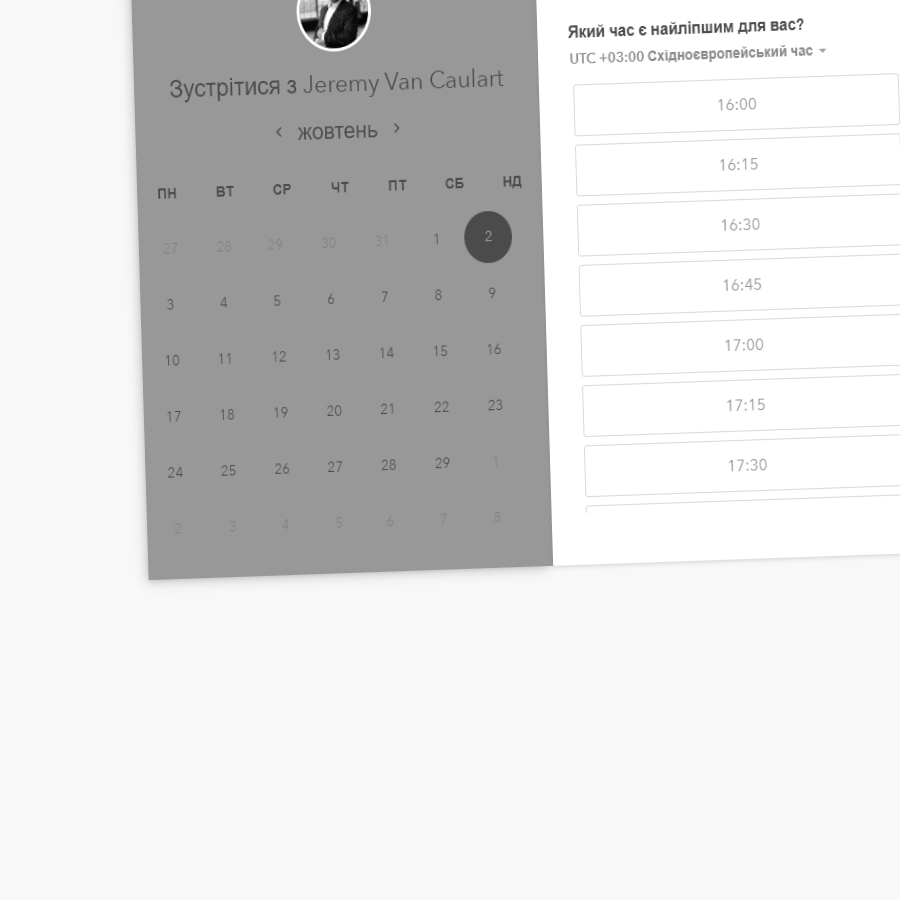 Зустрітися з Jeremy Van Caulart
‹ жовтень ›
ПН ВТ СР ЧТ ПТ СБ НД
27 28 29 30 31 1 2
3 4 5 6 7 8 9
10 11 12 13 14 15 16
17 18 19 20 21 22 23
24 25 26 27 28 29 1
2 3 4 5 6 7 8
Який час є найліпшим для вас?
UTC +03:00 Східноєвропейський час
16:00
16:15
16:30
16:45
17:00
17:15
17:30